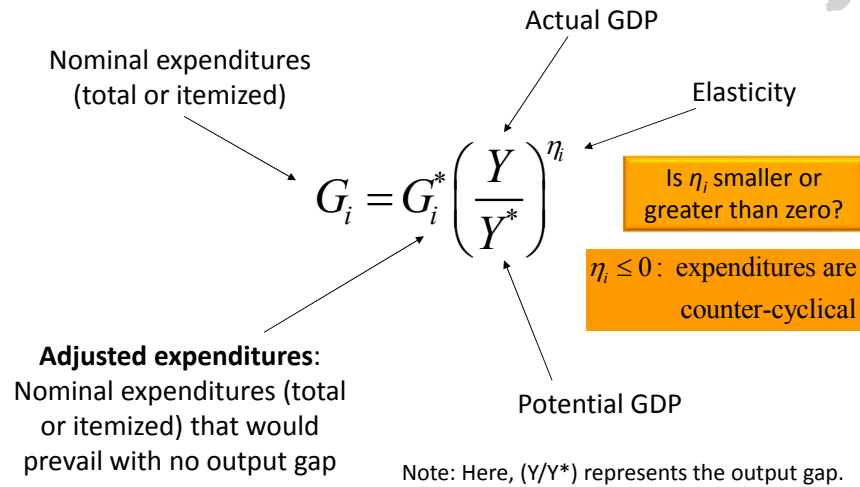 Actual GDP
Nominal expenditures
(total or itemized)
Elasticity
G_i = G_i^* (Y / Y^*)^{η_i}
Is η_i smaller or
greater than zero?
η_i ≤ 0 : expenditures are
counter-cyclical
Adjusted expenditures:
Nominal expenditures (total
or itemized) that would
prevail with no output gap
Potential GDP
Note: Here, (Y/Y*) represents the output gap.